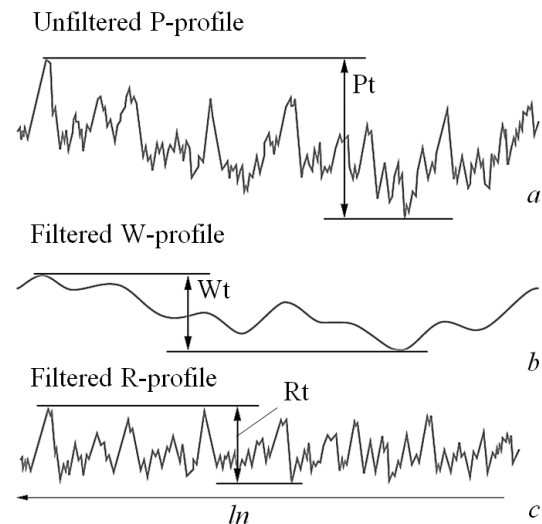 Unfiltered P-profile
Pt
a
Filtered W-profile
Wt
b
Filtered R-profile
Rt
ln
c